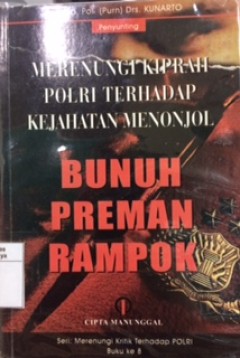 Pol (Purn) Drs. KUNARTO
Penyunting
MERENUNGI KIPRAH
POLRI TERHADAP
KEJAHATAN MENONJOL
BUNUH
PREMAN
RAMPOK
CIPTA MANUNGGAL
Seri: Merenungi Kritik Terhadap POLRI
Buku ke 8